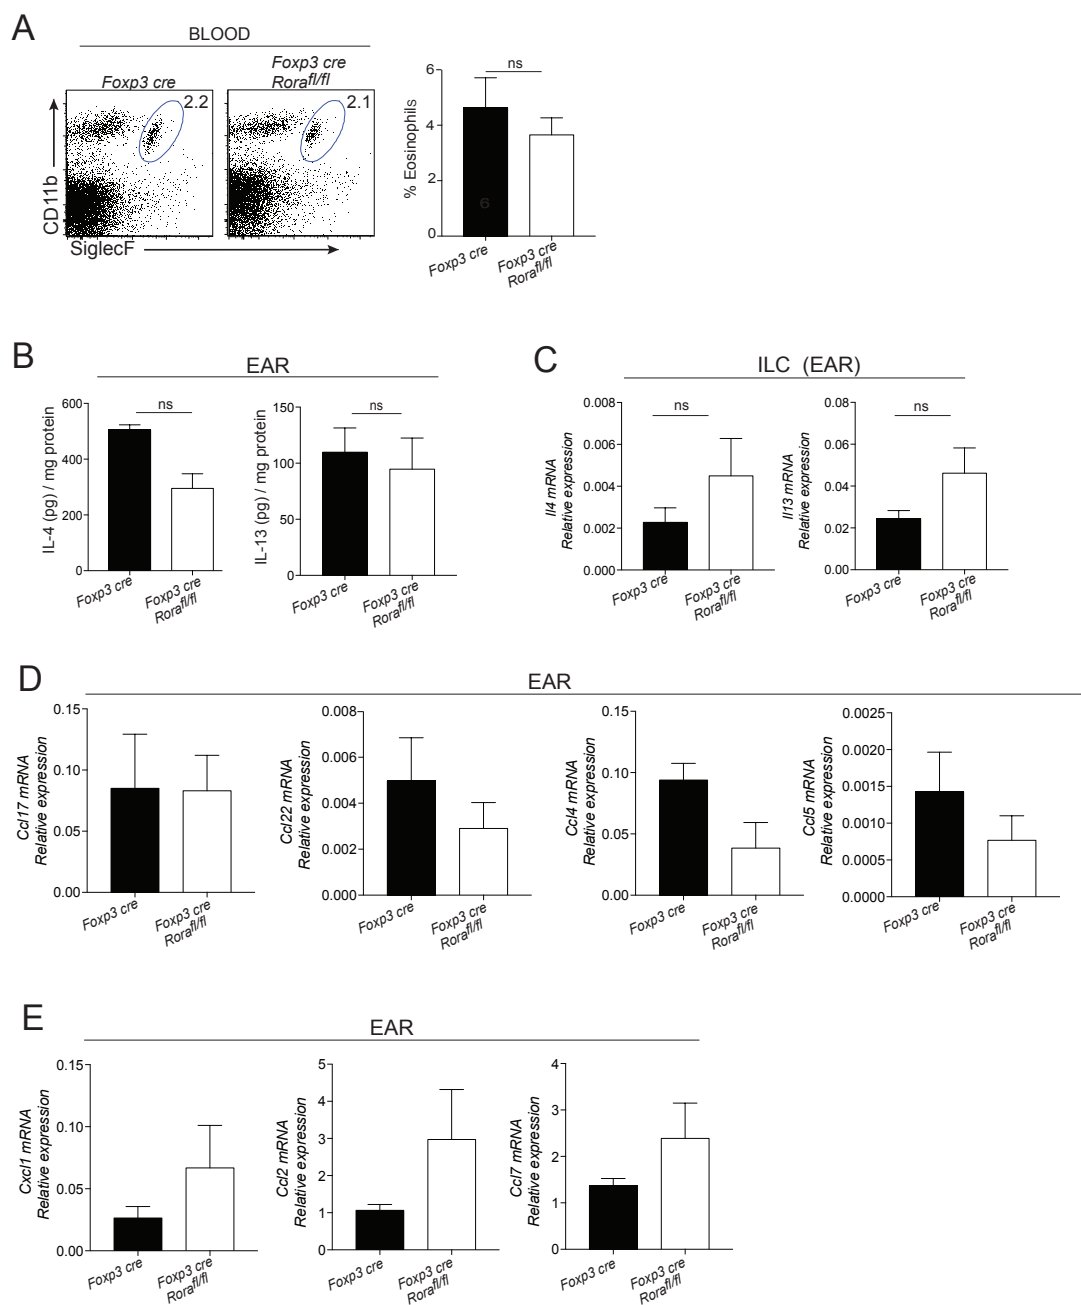 A
BLOOD
Foxp3 cre
Foxp3 cre
Rorafl/fl
2.2
2.1
CD11b
SiglecF
% Eosinophils
6
4
2
0
ns
6
Foxp3 cre
Foxp3 cre
Rorafl/fl
B
EAR
IL-4 (pg) / mg protein
600
400
200
0
ns
Foxp3 cre
Foxp3 cre
Rorafl/fl
IL-13 (pg) / mg protein
150
100
50
0
ns
Foxp3 cre
Foxp3 cre
Rorafl/fl
C
ILC (EAR)
Il4 mRNA
Relative expression
0.008
0.006
0.004
0.002
0.000
ns
Foxp3 cre
Foxp3 cre
Rorafl/fl
Il13 mRNA
Relative expression
0.08
0.06
0.04
0.02
0.00
ns
Foxp3 cre
Foxp3 cre
Rorafl/fl
D
EAR
Ccl17 mRNA
Relative expression
0.15
0.10
0.05
0.00
Foxp3 cre
Foxp3 cre
Rorafl/fl
Ccl22 mRNA
Relative expression
0.008
0.006
0.004
0.002
0.000
Foxp3 cre
Foxp3 cre
Rorafl/fl
Ccl4 mRNA
Relative expression
0.15
0.10
0.05
0.00
Foxp3 cre
Foxp3 cre
Rorafl/fl
Ccl5 mRNA
Relative expression
0.0025
0.0020
0.0015
0.0010
0.0005
0.0000
Foxp3 cre
Foxp3 cre
Rorafl/fl
E
EAR
Cxcl1 mRNA
Relative expression
0.15
0.10
0.05
0.00
Foxp3 cre
Foxp3 cre
Rorafl/fl
Ccl2 mRNA
Relative expression
5
4
3
2
1
0
Foxp3 cre
Foxp3 cre
Rorafl/fl
Ccl7 mRNA
Relative expression
4
3
2
1
0
Foxp3 cre
Foxp3 cre
Rorafl/fl